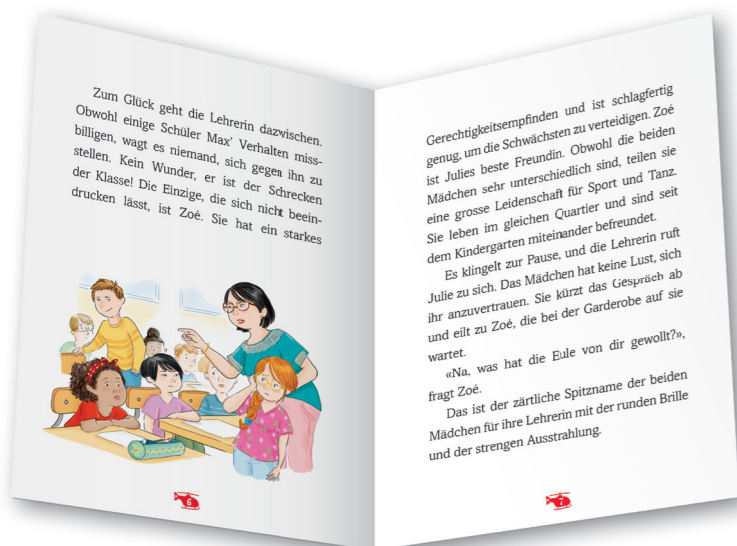 Zum Glück geht die Lehrerin dazwischen.
Obwohl einige Schüler Max’ Verhalten miss-
billigen, wagt es niemand, sich gegen ihn zu
stellen. Kein Wunder, er ist der Schrecken
der Klasse! Die Einzige, die sich nicht beein-
drucken lässt, ist Zoé. Sie hat ein starkes
6
Gerechtigkeitsempfinden und ist schlagfertig
genug, um die Schwächsten zu verteidigen. Zoé
ist Julies beste Freundin. Obwohl die beiden
Mädchen sehr unterschiedlich sind, teilen sie
eine grosse Leidenschaft für Sport und Tanz.
Sie leben im gleichen Quartier und sind seit
dem Kindergarten miteinander befreundet.
Es klingelt zur Pause, und die Lehrerin ruft
Julie zu sich. Das Mädchen hat keine Lust, sich
ihr anzuvertrauen. Sie kürzt das Gespräch ab
und eilt zu Zoé, die bei der Garderobe auf sie
wartet.
«Na, was hat die Eule von dir gewollt?»,
fragt Zoé.
Das ist der zärtliche Spitzname der beiden
Mädchen für ihre Lehrerin mit der runden Brille
und der strengen Ausstrahlung.
7